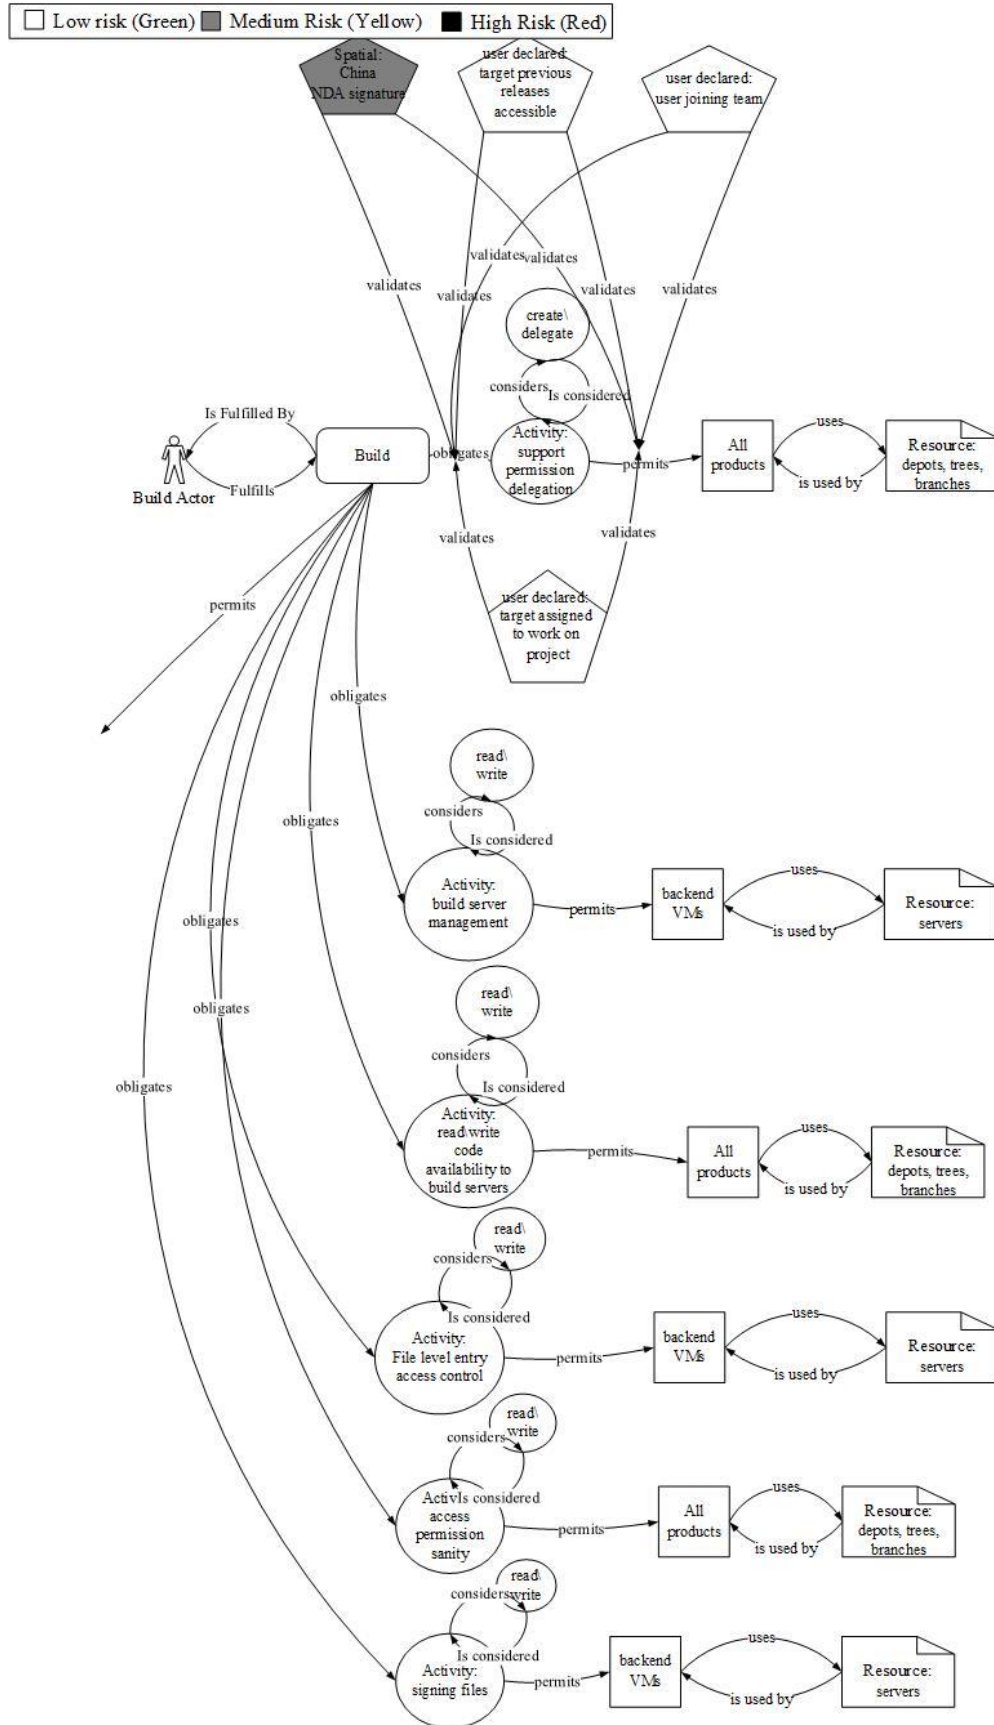 Low risk (Green) Medium Risk (Yellow) High Risk (Red)
Spatial:
China
NDA signature
user declared:
target previous
releases
accessible
user declared:
user joining team
validates
validates
validates
validates
validates
validates
create\
delegate
considers
Is considered
Is Fulfilled By
Build
obligates
Activity:
support
permission
delegation
permits
All
products
uses
Resource:
depots, trees,
branches
is used by
Fulfills
Build Actor
validates
validates
user declared:
target assigned
to work on
project
permits
obligates
read\
write
considers
Is considered
obligates
Activity:
build server
management
permits
backend
VMs
uses
is used by
Resource:
servers
obligates
read\
write
obligates
considers
Is considered
obligates
Activity:
read\write
code
availability to
build servers
permits
All
products
uses
is used by
Resource:
depots, trees,
branches
read\
write
considers
Is considered
Activity:
File level entry
access control
permits
backend
VMs
uses
is used by
Resource:
servers
read\
write
considers
Is considered
access
permission
sanity
permits
All
products
uses
is used by
Resource:
depots, trees,
branches
read\
write
considers
Is considered
Activity:
signing files
permits
backend
VMs
uses
is used by
Resource:
servers